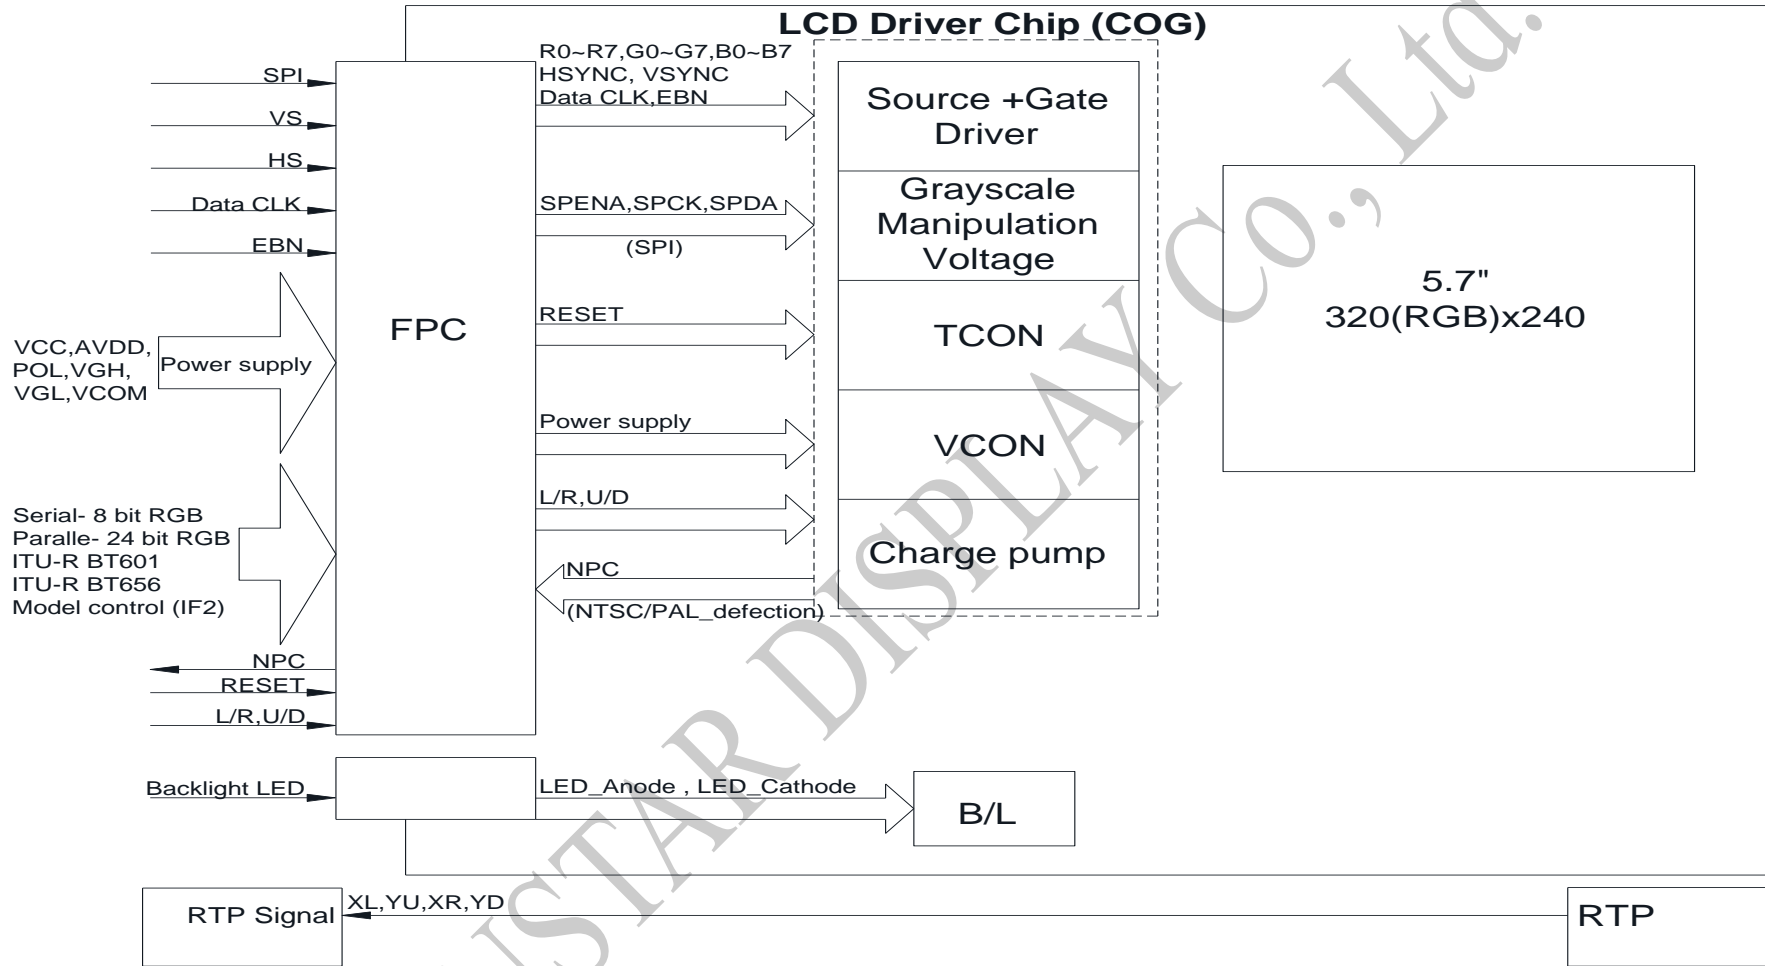 LCD Driver Chip (COG)
SPI
VS
HS
Data CLK
EBN
VCC,AVDD,
POL,VGH,
VGL,VCOM
Power supply
Serial- 8 bit RGB
Paralle- 24 bit RGB
ITU-R BT601
ITU-R BT656
Model control (IF2)
NPC
RESET
L/R,U/D
FPC
R0~R7,G0~G7,B0~B7
HSYNC, VSYNC
Data CLK,EBN
SPENA,SPCK,SPDA
(SPI)
RESET
Power supply
L/R,U/D
NPC
(NTSC/PAL_defection)
Source +Gate
Driver
Grayscale
Manipulation
Voltage
TCON
VCON
Charge pump
5.7"
320(RGB)x240
Backlight LED
LED_Anode , LED_Cathode
B/L
RTP Signal
XL,YU,XR,YD
RTP
USTAR DISPLAY Co., Ltd.